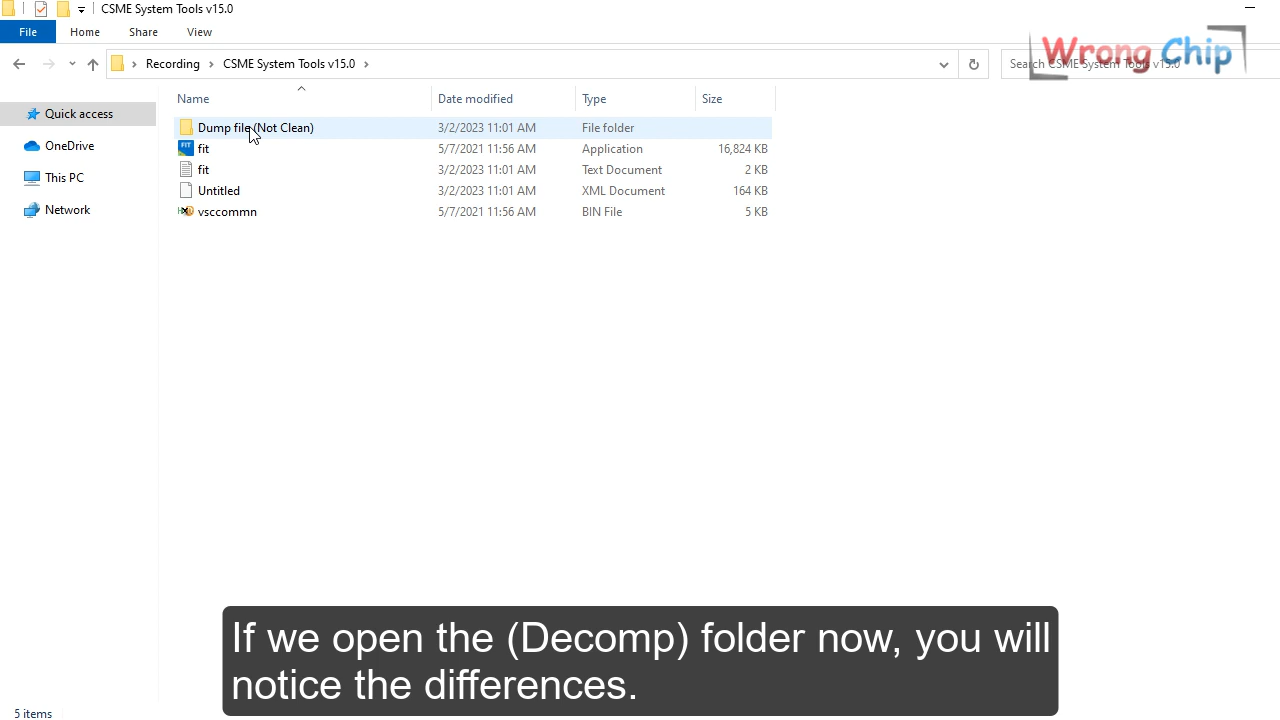 CSME System Tools v15.0
File Home Share View
Recording CSME System Tools v15.0 Search CSME System Tools v15.0
Wrong Chip
Name Date modified Type Size
Quick access
OneDrive
This PC
Network
Dump file (Not Clean) 3/2/2023 11:01 AM File folder
FIT fit 5/7/2021 11:56 AM Application 16,824 KB
fit 3/2/2023 11:01 AM Text Document 2 KB
Untitled 3/2/2023 11:01 AM XML Document 164 KB
vsccommn 5/7/2021 11:56 AM BIN File 5 KB
If we open the (Decomp) folder now, you will
notice the differences.
5 items